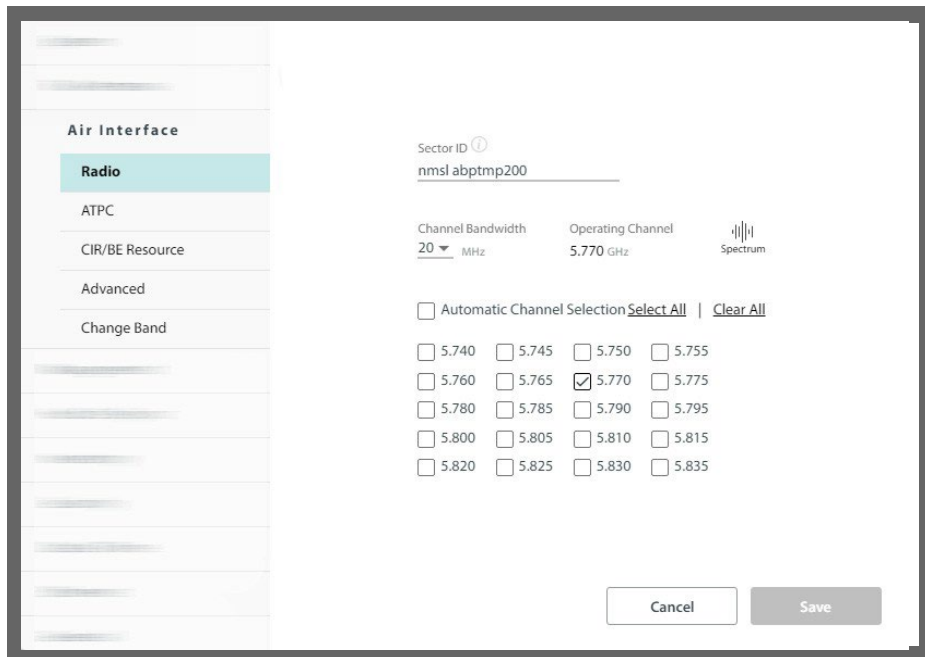 Air Interface
Radio
ATPC
CIR/BE Resource
Advanced
Change Band
Sector ID
nmsl abptmp200
Channel Bandwidth Operating Channel
20 MHz 5.770 GHz Spectrum
Automatic Channel Selection Select All | Clear All
5.740 5.745 5.750 5.755
5.760 5.765 5.770 5.775
5.780 5.785 5.790 5.795
5.800 5.805 5.810 5.815
5.820 5.825 5.830 5.835
Cancel Save